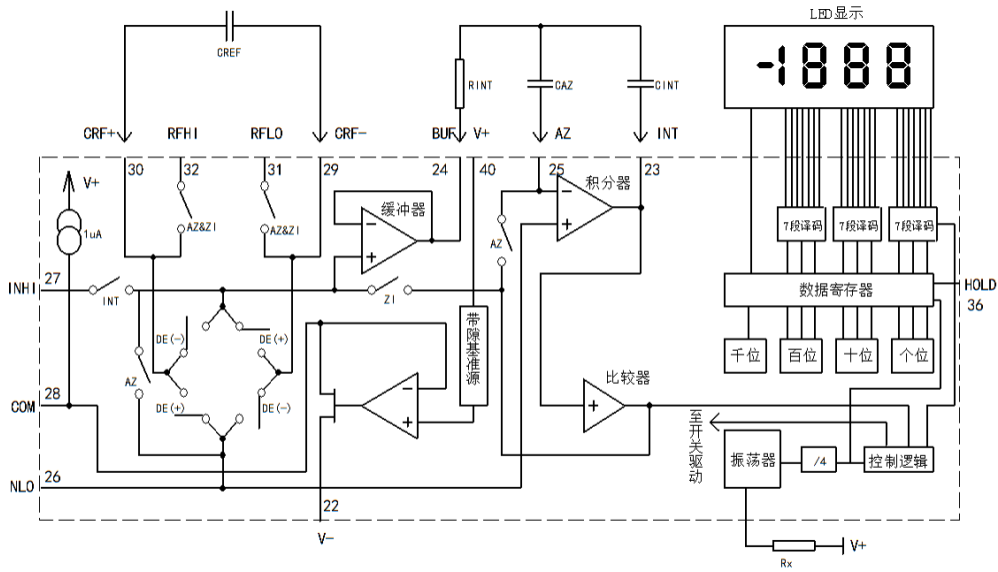 LED显示
-1888
CREF
RINT
CAZ
CINT
CRF+
RFHI
RFLO
CRF-
BUF
V+
AZ
INT
30
32
31
29
24
40
25
23
V+
1uA
AZ&ZI
AZ&ZI
缓冲器
积分器
AZ
7段译码
7段译码
7段译码
INHI
27
INT
ZI
数据寄存器
HOLD
36
DE(-)
DE(+)
带隙基准源
千位
百位
十位
个位
AZ
DE(+)
DE(-)
比较器
COM
28
至开关驱动
振荡器
/4
控制逻辑
NLO
26
22
V-
Rx
V+